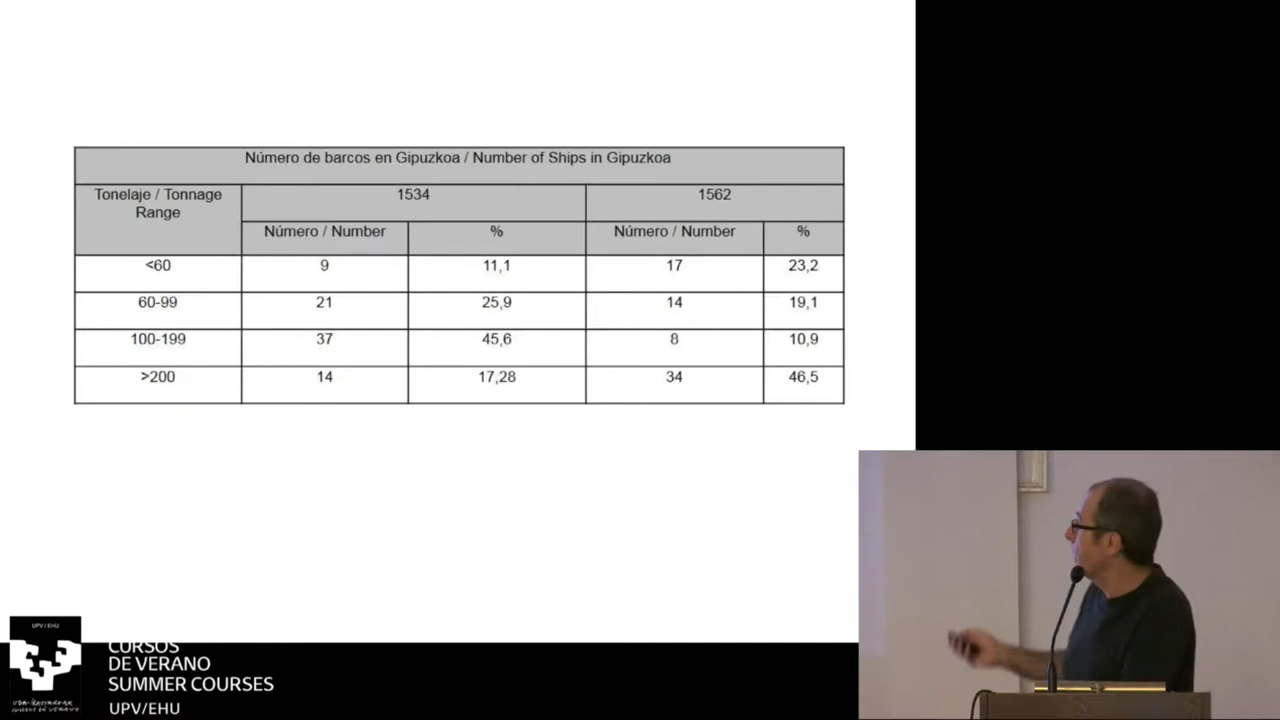 Número de barcos en Gipuzkoa / Number of Ships in Gipuzkoa
Tonelaje / Tonnage
Range
1534
1562
Número / Number
%
Número / Number
%
<60 9 11,1 17 23,2
60-99 21 25,9 14 19,1
100-199 37 45,6 8 10,9
>200 14 17,28 34 46,5
UPV / EHU
CURSOS
DE VERANO
SUMMER COURSES
UPV/EHU